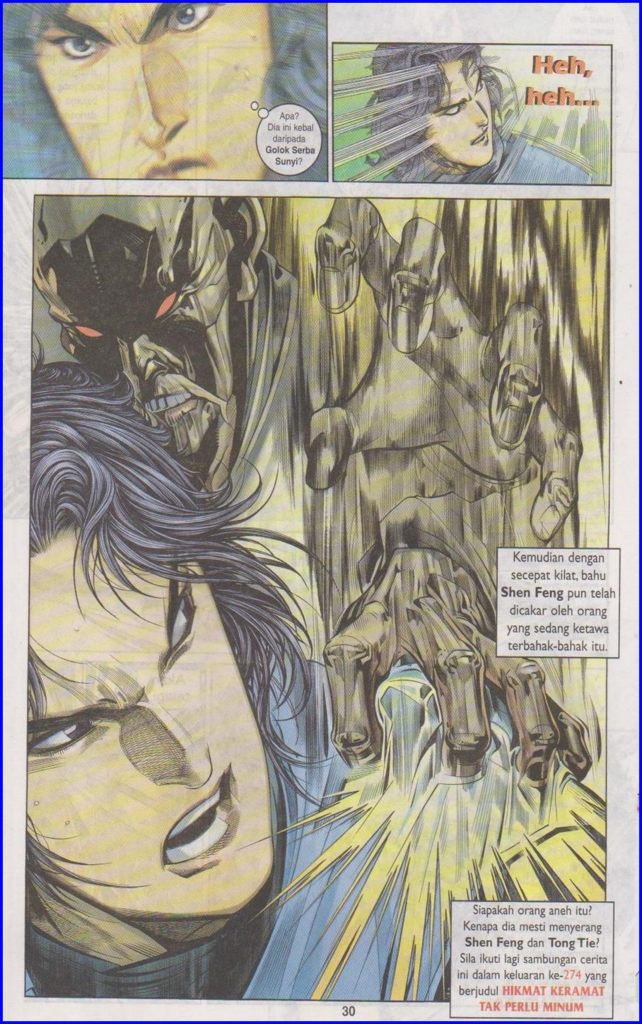 Apa?
Dia ini kebal
daripada
Golok Serba
Sunyi?
Heh,
heh...
Kemudian dengan
secepat kilat, bahu
Shen Feng pun telah
dicakar oleh orang
yang sedang ketawa
terbahak-bahak itu.
Siapakah orang aneh itu?
Kenapa dia mesti menyerang
Shen Feng dan Tong Tie?
Sila ikuti lagi sambungan cerita
ini dalam keluaran ke-274 yang
berjudul HIKMAT KERAMAT
TAK PERLU MINUM
30